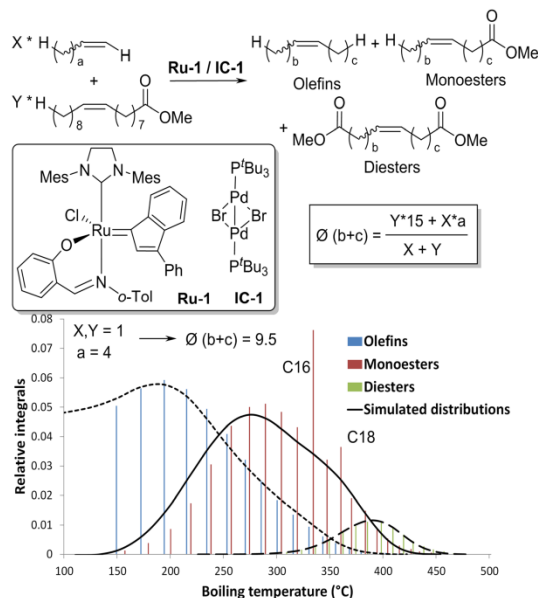 X * H
H
a
+
Y * H
8
7
O
OMe
Ru-1 / IC-1
H
b
c
H
+
H
b
c
O
OMe
Olefins
Monoesters
+
MeO
O
b
c
O
OMe
Diesters
Mes N N Mes
Cl
Ru
O
N
Ph
o-Tol
Ru-1
PᵗBu₃
Pd
Br Br
Pd
PᵗBu₃
IC-1
Ø (b+c) = Y*15 + X*a
X + Y
X,Y = 1
a = 4
Ø (b+c) = 9.5
C16
C18
Olefins
Monoesters
Diesters
Simulated distributions
Relative integrals
0.08
0.07
0.06
0.05
0.04
0.03
0.02
0.01
0
100 150 200 250 300 350 400 450 500
Boiling temperature (°C)